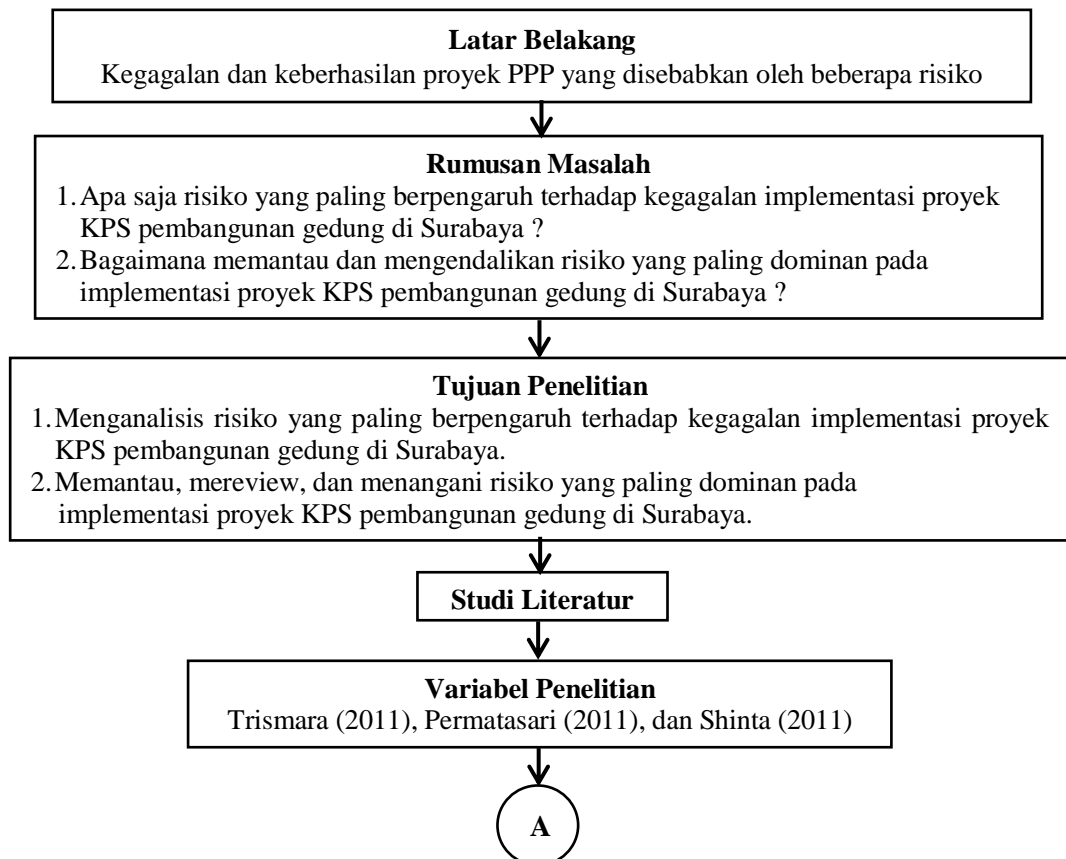 Latar Belakang
Kegagalan dan keberhasilan proyek PPP yang disebabkan oleh beberapa risiko
Rumusan Masalah
1. Apa saja risiko yang paling berpengaruh terhadap kegagalan implementasi proyek
KPS pembangunan gedung di Surabaya ?
2. Bagaimana memantau dan mengendalikan risiko yang paling dominan pada
implementasi proyek KPS pembangunan gedung di Surabaya ?
Tujuan Penelitian
1. Menganalisis risiko yang paling berpengaruh terhadap kegagalan implementasi proyek
KPS pembangunan gedung di Surabaya.
2. Memantau, mereview, dan menangani risiko yang paling dominan pada
implementasi proyek KPS pembangunan gedung di Surabaya.
Studi Literatur
Variabel Penelitian
Trismara (2011), Permatasari (2011), dan Shinta (2011)
A